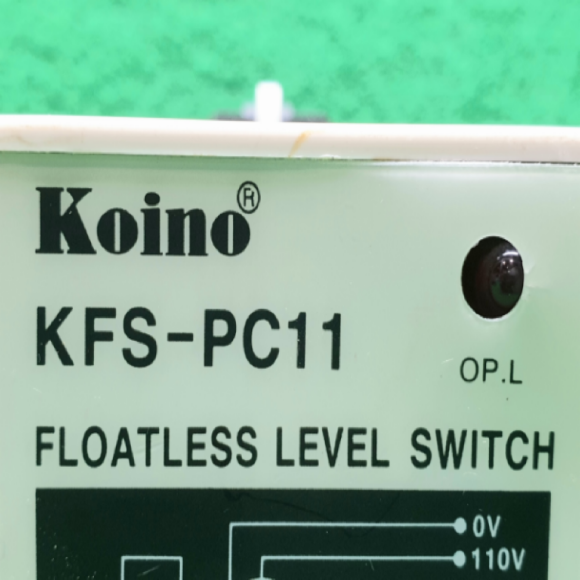 Koino®
KFS-PC11
OP.L
FLOATLESS LEVEL SWITCH
0V
110V